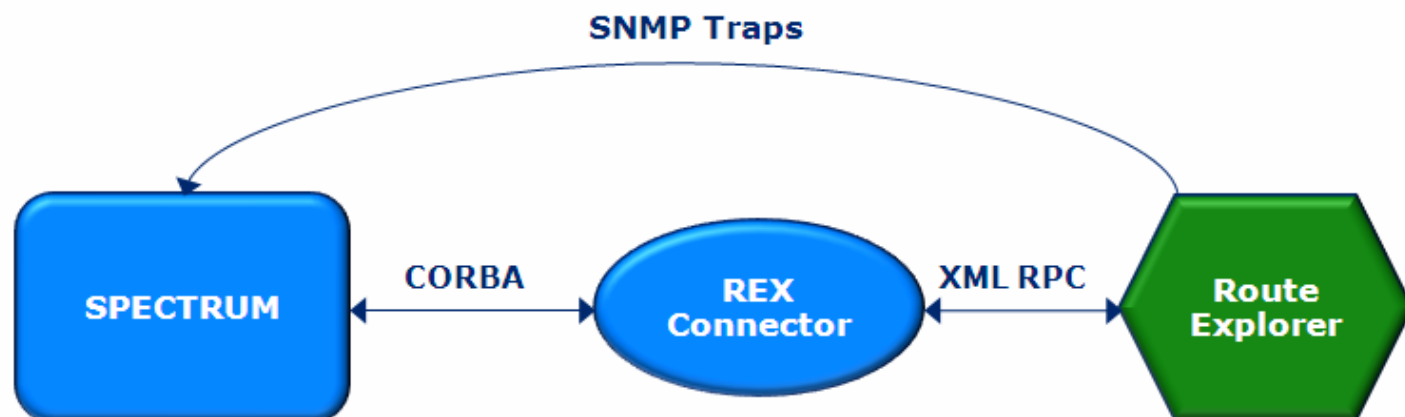 SNMP Traps
SPECTRUM
CORBA
REX
Connector
XML RPC
Route
Explorer